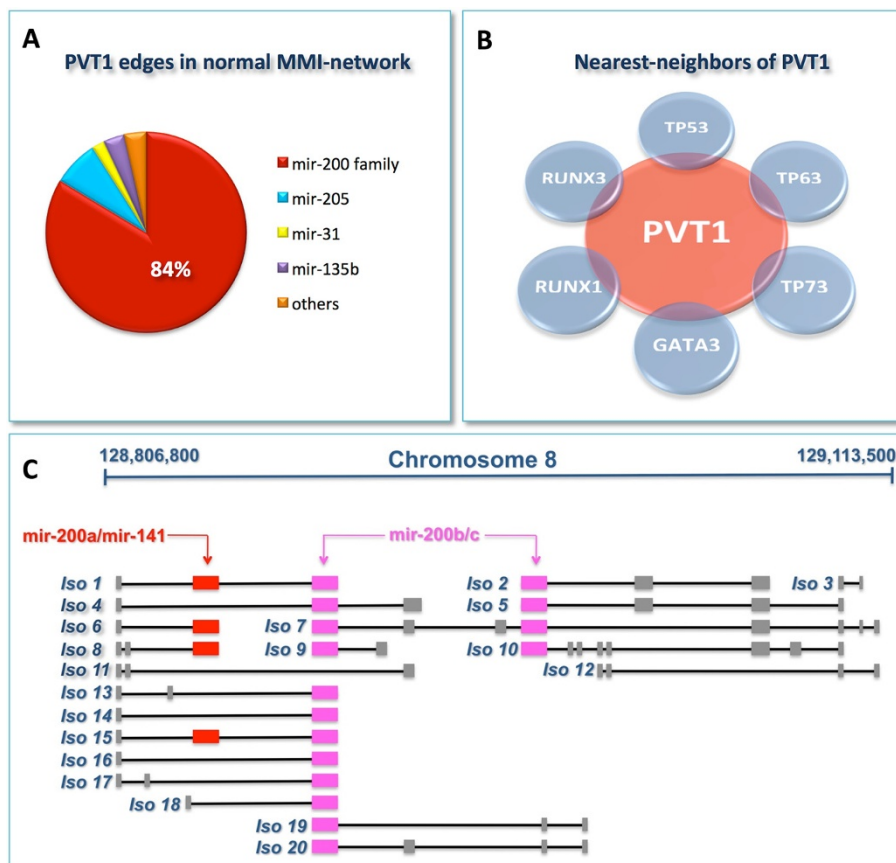 A
PVT1 edges in normal MMI-network
mir-200 family
mir-205
mir-31
mir-135b
others
84%
B
Nearest-neighbors of PVT1
TP53
RUNX3
TP63
PVT1
RUNX1
TP73
GATA3
C
128,806,800
Chromosome 8
129,113,500
mir-200a/mir-141
mir-200b/c
Iso 1
Iso 2
Iso 3
Iso 4
Iso 5
Iso 6
Iso 7
Iso 8
Iso 9
Iso 10
Iso 11
Iso 12
Iso 13
Iso 14
Iso 15
Iso 16
Iso 17
Iso 18
Iso 19
Iso 20